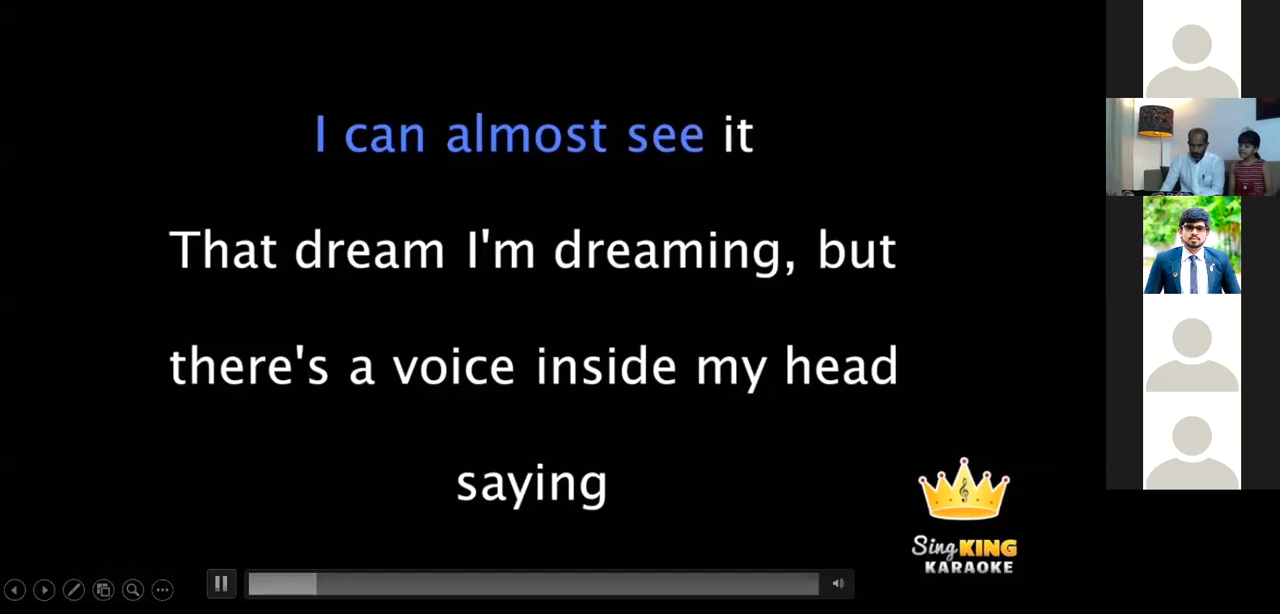 I can almost see it
That dream I'm dreaming, but
there's a voice inside my head
saying
Sing KING
KARAOKE